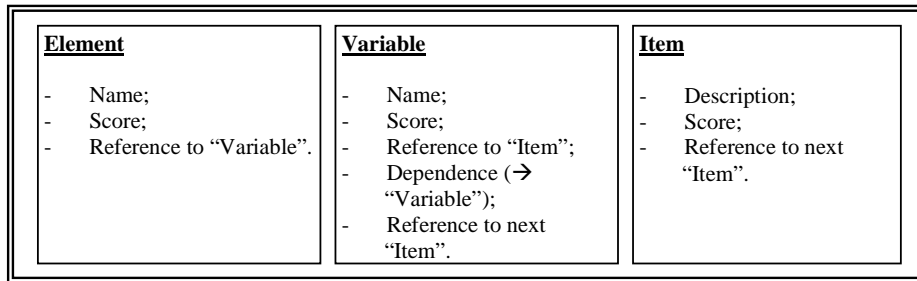 Element
- Name;
- Score;
- Reference to “Variable”.
Variable
- Name;
- Score;
- Reference to “Item”;
- Dependence (→
“Variable”);
- Reference to next
“Item”.
Item
- Description;
- Score;
- Reference to next
“Item”.